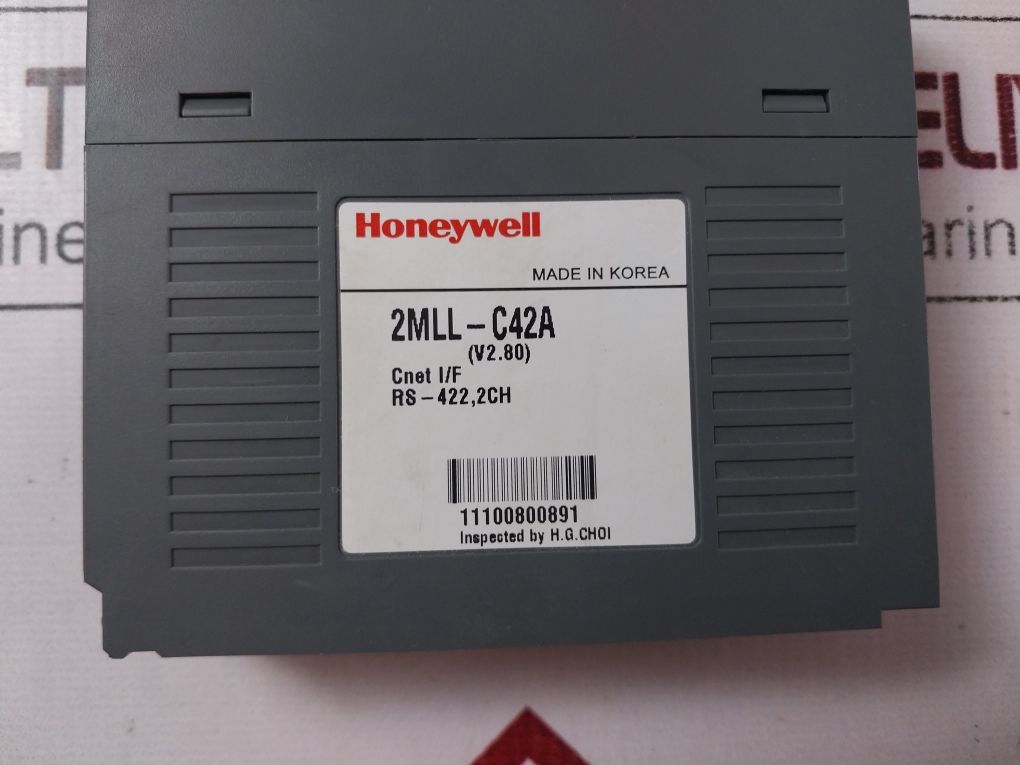 Honeywell
MADE IN KOREA
2MLL-C42A
(V2.80)
Cnet I/F
RS-422,2CH
11100800891
Inspected by H.G.CHOI